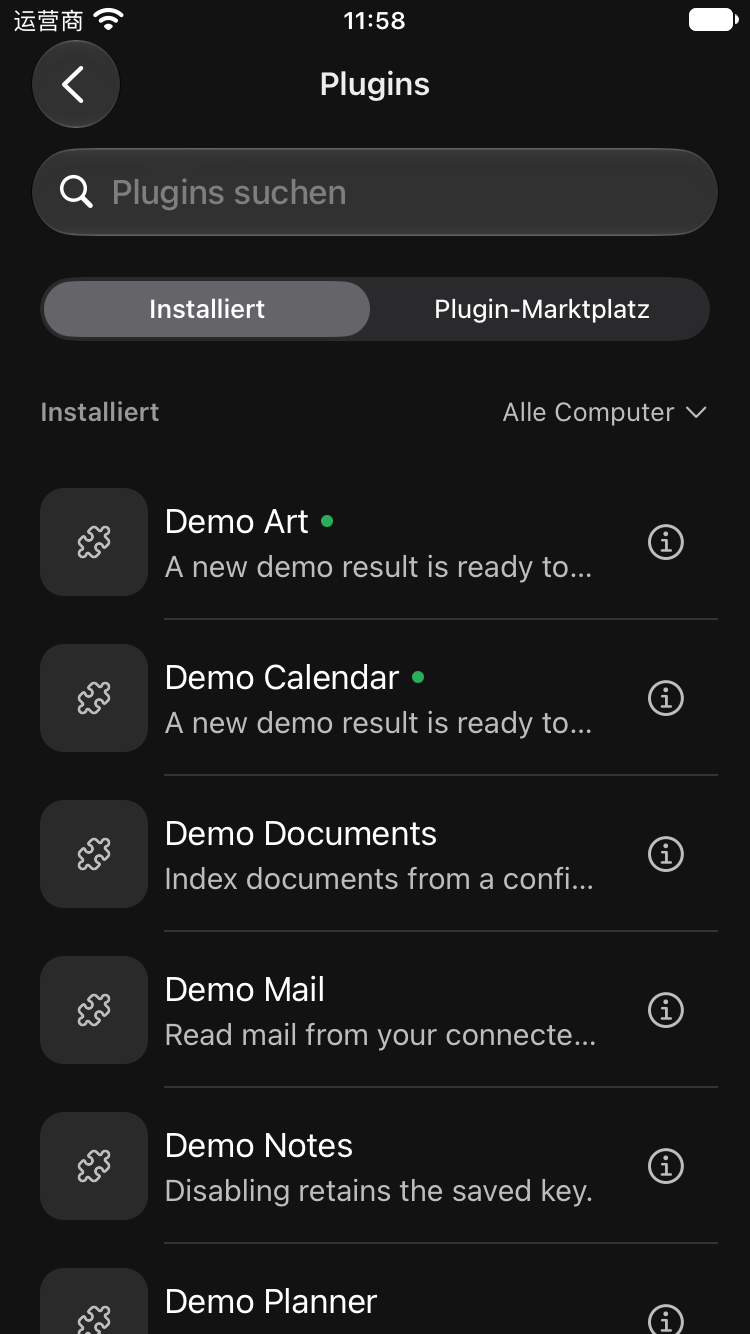 运营商 11:58
Plugins
Plugins suchen
Installiert Plugin-Marktplatz
Installiert Alle Computer
Demo Art
A new demo result is ready to...
Demo Calendar
A new demo result is ready to...
Demo Documents
Index documents from a confi...
Demo Mail
Read mail from your connecte...
Demo Notes
Disabling retains the saved key.
Demo Planner